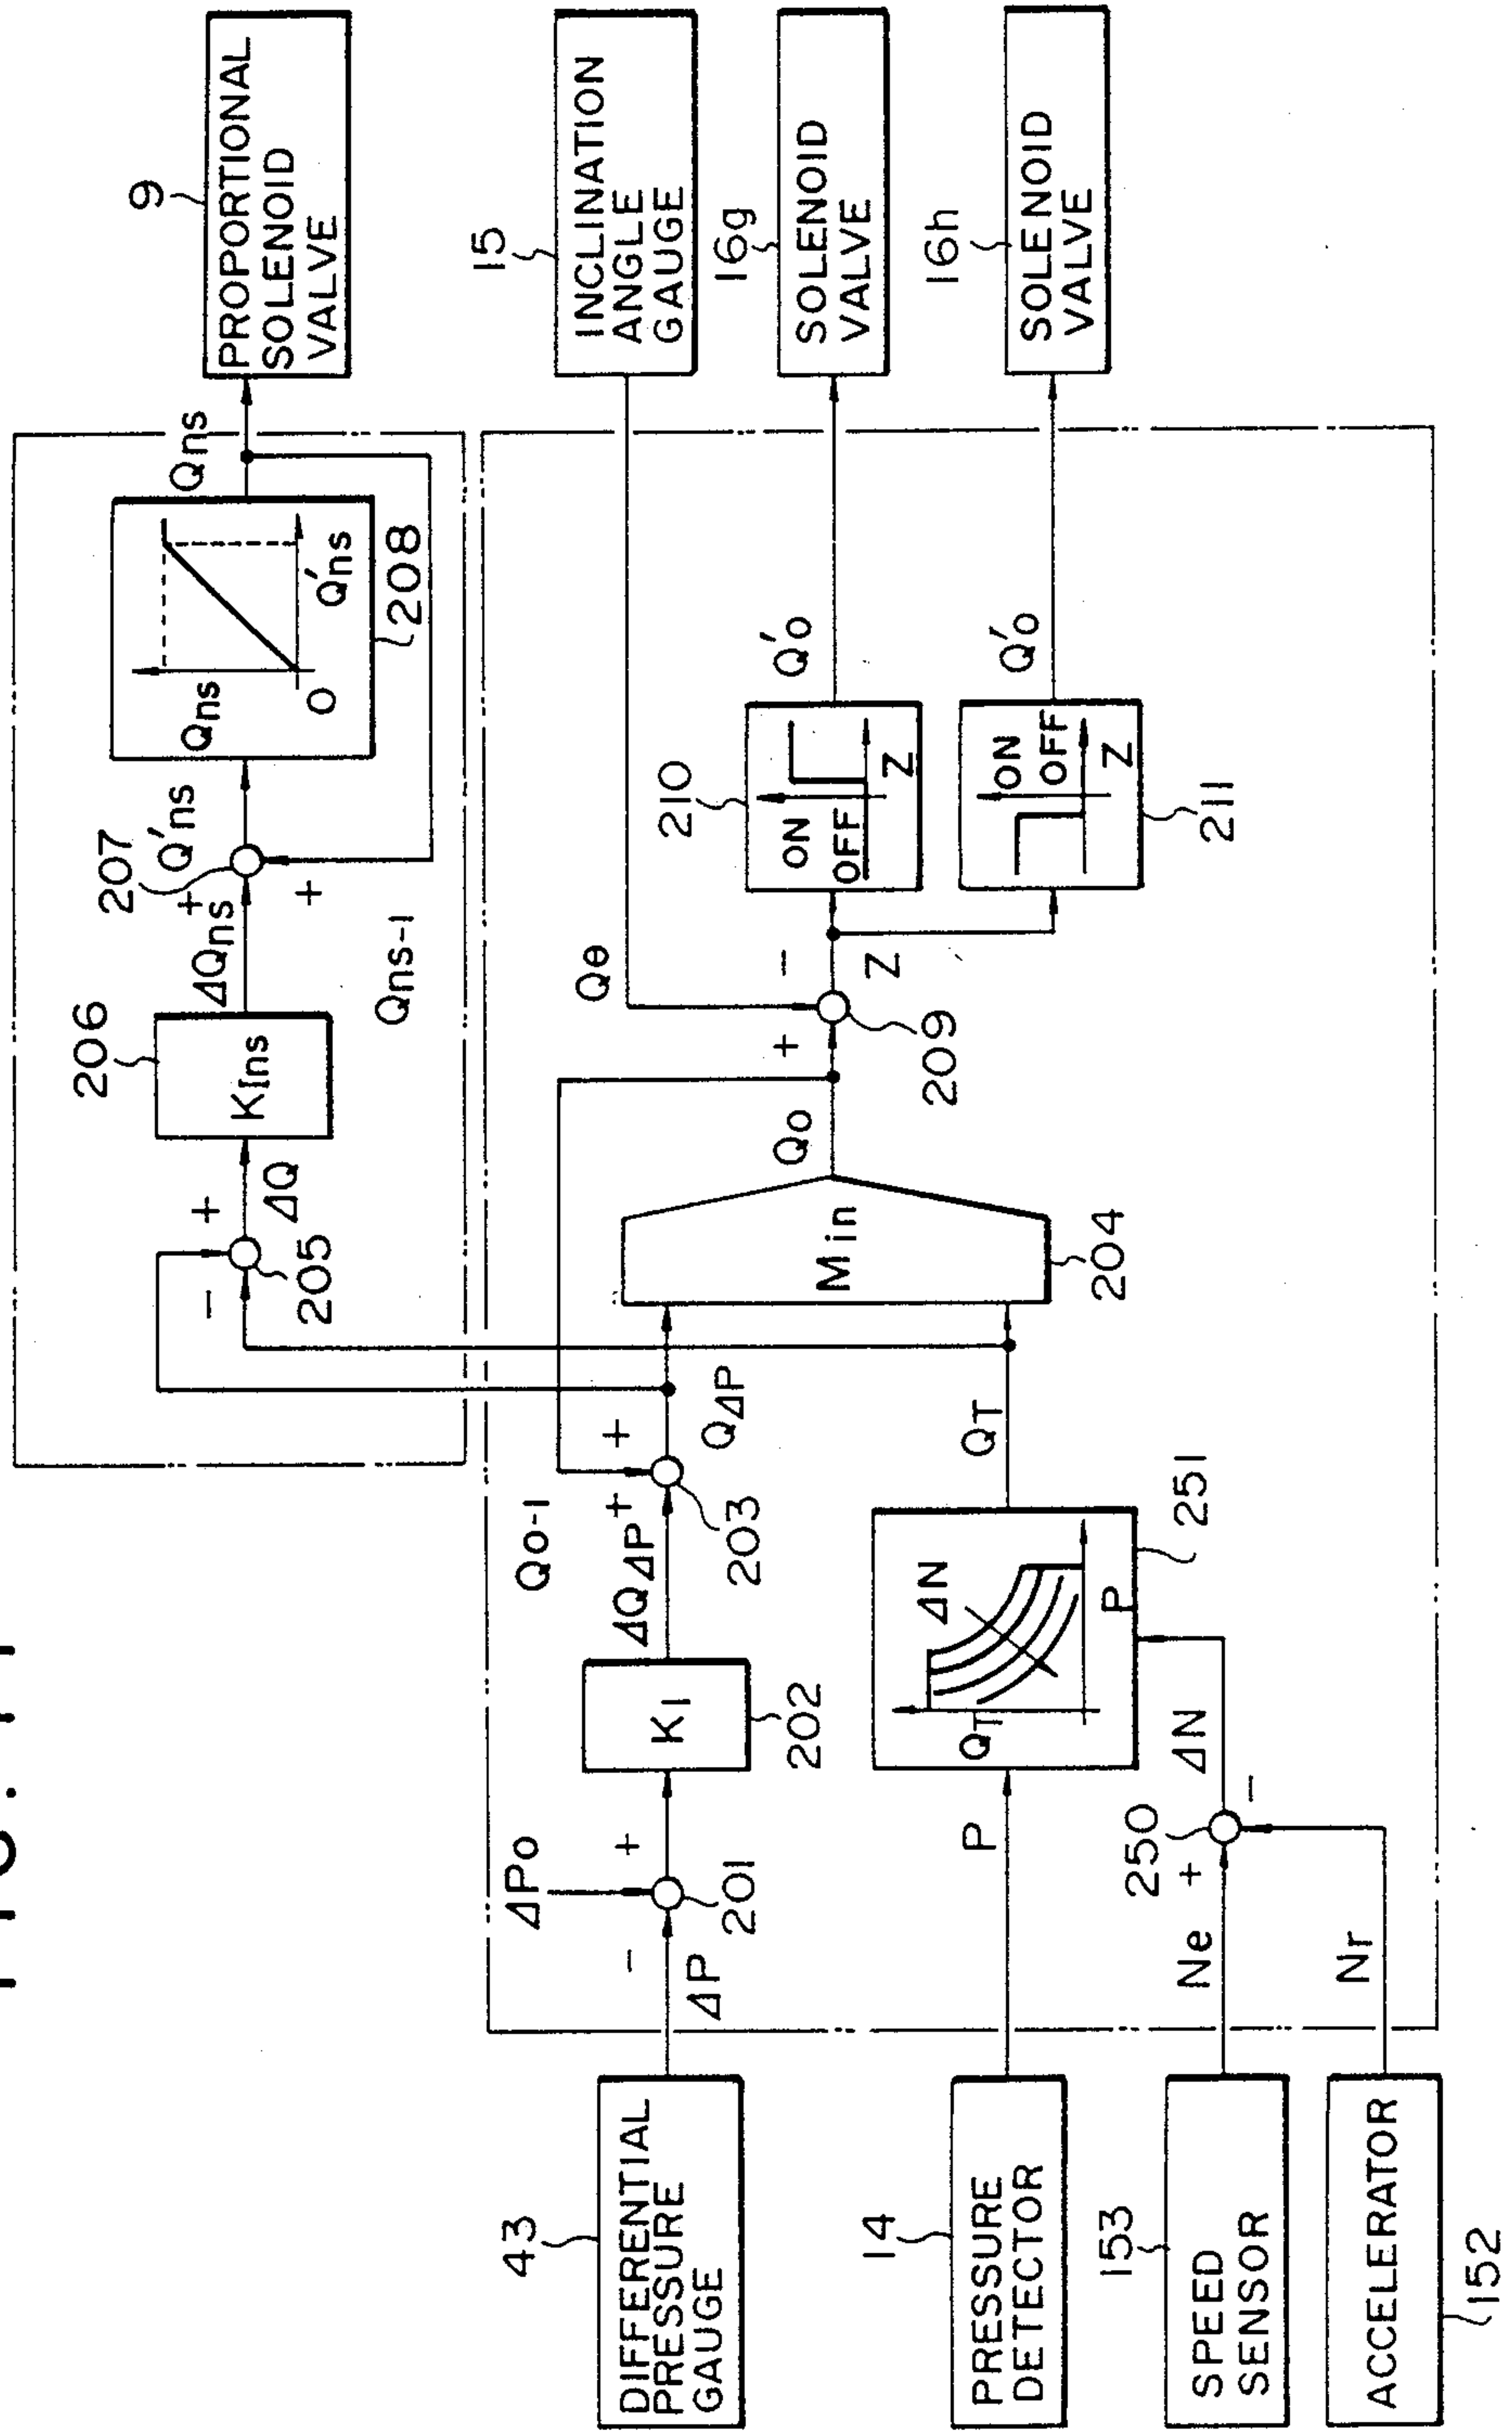 9
PROPORTIONAL
SOLENOID
VALVE
15
INCLINATION
ANGLE
GAUGE
16g
SOLENOID
VALVE
16h
SOLENOID
VALVE
206
KIns
ΔQns
207
+
+
Q'ns
Qns
O
Q'ns
208
Qns
Qns-1
+
-
205
ΔQ
43
DIFFERENTIAL
PRESSURE
GAUGE
ΔP
-
ΔPo
+
201
KI
202
ΔQΔP
+
+
Qo-1
203
QΔP
Min
204
Qo
+
-
Qθ
209
Z
210
ON
OFF
Z
Q'o
ON
OFF
Z
211
Q'o
14
PRESSURE
DETECTOR
P
QT
ΔN
P
251
QT
153
SPEED
SENSOR
Ne
+
250
-
ΔN
ACCELERATOR
152
Nr